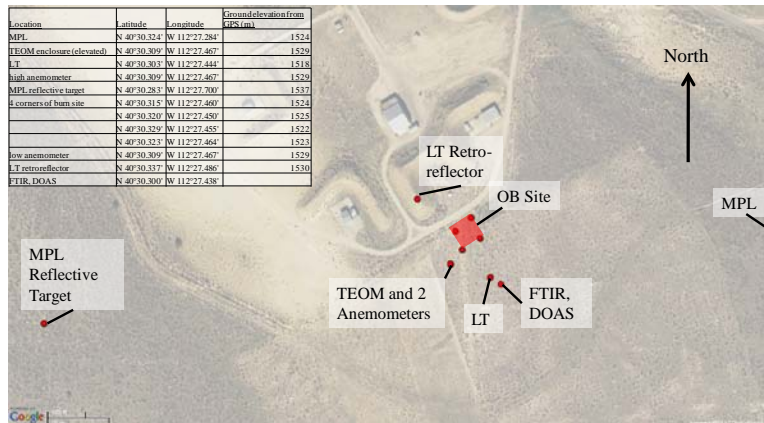 Location Latitude Longitude Ground elevation from GPS (m)
MPL N 40°30.324' W 112°27.284' 1524
TEOM enclosure (elevated) N 40°30.309' W 112°27.467' 1529
LT N 40°30.303' W 112°27.444' 1518
high anemometer N 40°30.309' W 112°27.467' 1529
MPL reflective target N 40°30.283' W 112°27.700' 1537
4 corners of burn site N 40°30.315' W 112°27.460' 1524
N 40°30.320' W 112°27.450' 1525
N 40°30.329' W 112°27.455' 1522
N 40°30.323' W 112°27.464' 1523
low anemometer N 40°30.309' W 112°27.467' 1529
LT retroreflector N 40°30.337' W 112°27.486' 1530
FTIR, DOAS N 40°30.300' W 112°27.438'
North
LT Retro-
reflector
OB Site
MPL
MPL
Reflective
Target
TEOM and 2
Anemometers
LT
FTIR,
DOAS
Google